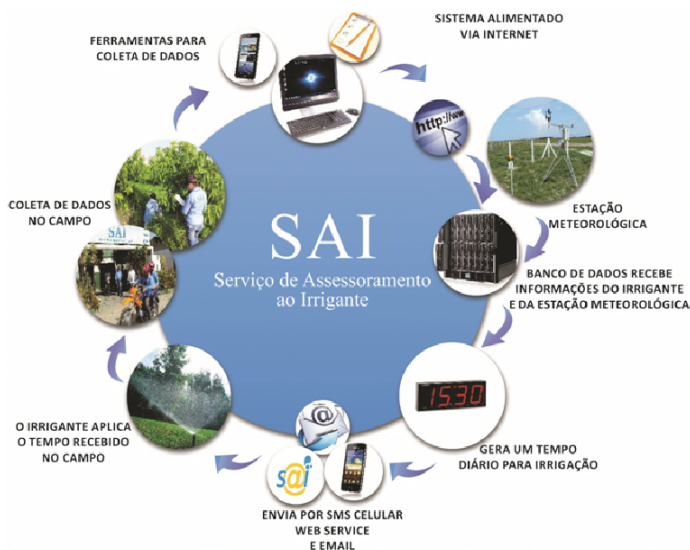 FERRAMENTAS PARA
COLETA DE DADOS
SISTEMA ALIMENTADO
VIA INTERNET
http://www
ESTAÇÃO
METEOROLÓGICA
BANCO DE DADOS RECEBE
INFORMAÇÕES DO IRRIGANTE
E DA ESTAÇÃO METEOROLÓGICA
15.30
GERA UM TEMPO
DIÁRIO PARA IRRIGAÇÃO
@
s@i
ENVIA POR SMS CELULAR
WEB SERVICE
E EMAIL
O IRRIGANTE APLICA
O TEMPO RECEBIDO
NO CAMPO
SAI
COLETA DE DADOS
NO CAMPO
SAI
Serviço de Assessoramento
ao Irrigante